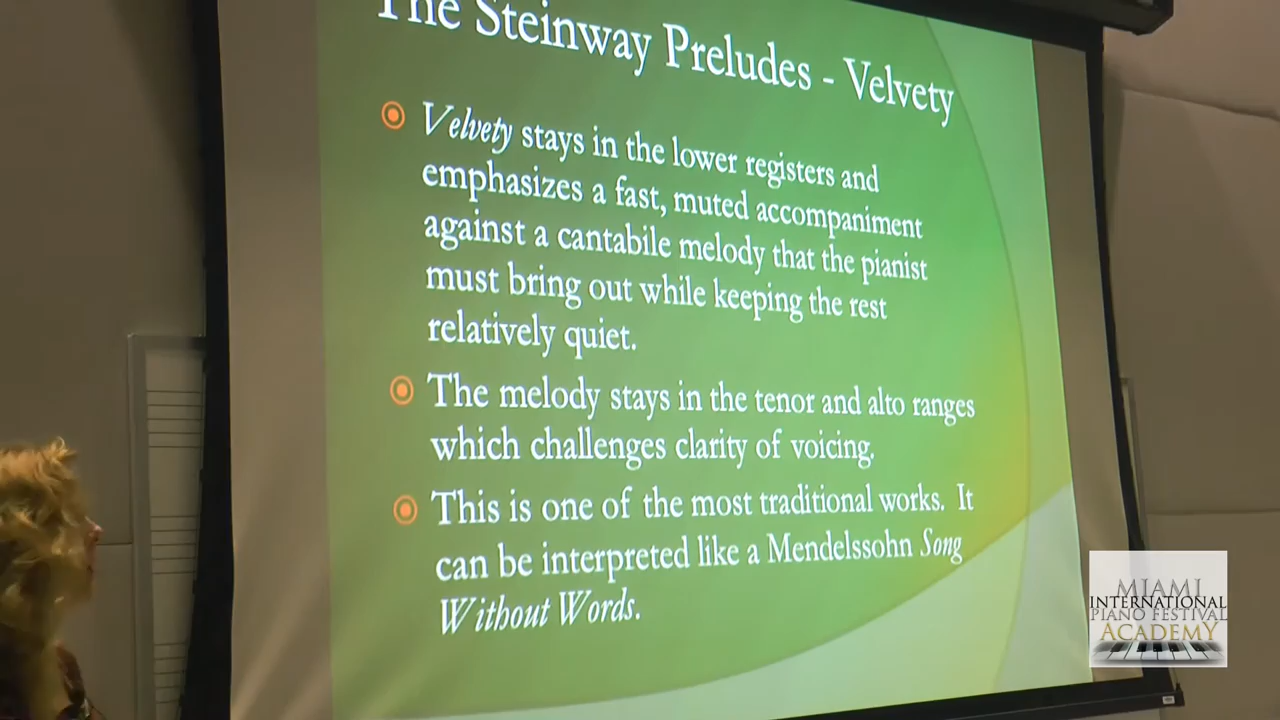 The Steinway Preludes - Velvety
Velvety stays in the lower registers and
emphasizes a fast, muted accompaniment
against a cantabile melody that the pianist
must bring out while keeping the rest
relatively quiet.
The melody stays in the tenor and alto ranges
which challenges clarity of voicing.
This is one of the most traditional works. It
can be interpreted like a Mendelssohn Song
Without Words.
MIAMI
INTERNATIONAL
PIANO FESTIVAL
ACADEMY